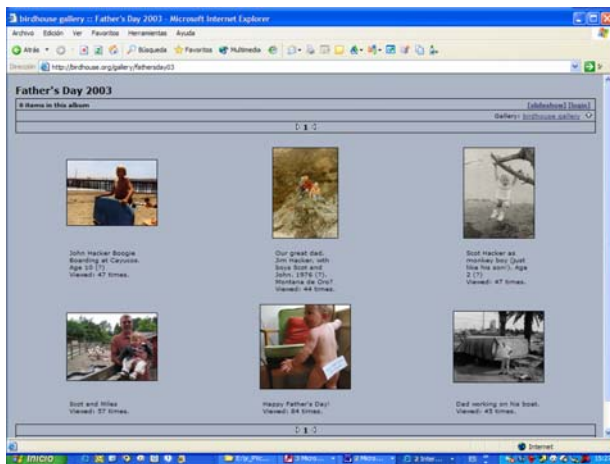 birdhouse gallery :: Father's Day 2003 - Microsoft Internet Explorer
Archivo Edición Ver Favoritos Herramientas Ayuda
Atrás Búsqueda Favoritos Multimedia
Dirección http://birdhouse.org/gallery/fathersday03
Father's Day 2003
[slideshow] [login]
Gallery: birdhouse gallery
1
John Hacker Boogie
Boarding at Cayucos.
Age 10 (?)
Viewed: 47 times.
Our great dad,
Jim Hacker, with
boys Scot and
John. 1976 (?).
Montana de Oro?
Viewed: 44 times.
Scot Hacker as
monkey boy (just
like his son!). Age
2 (?)
Viewed: 47 times.
Scot and Miles
Viewed: 57 times.
Happy Father's Day!
Viewed: 84 times.
Dad working on his boat.
Viewed: 45 times.
1
Internet
Inicio